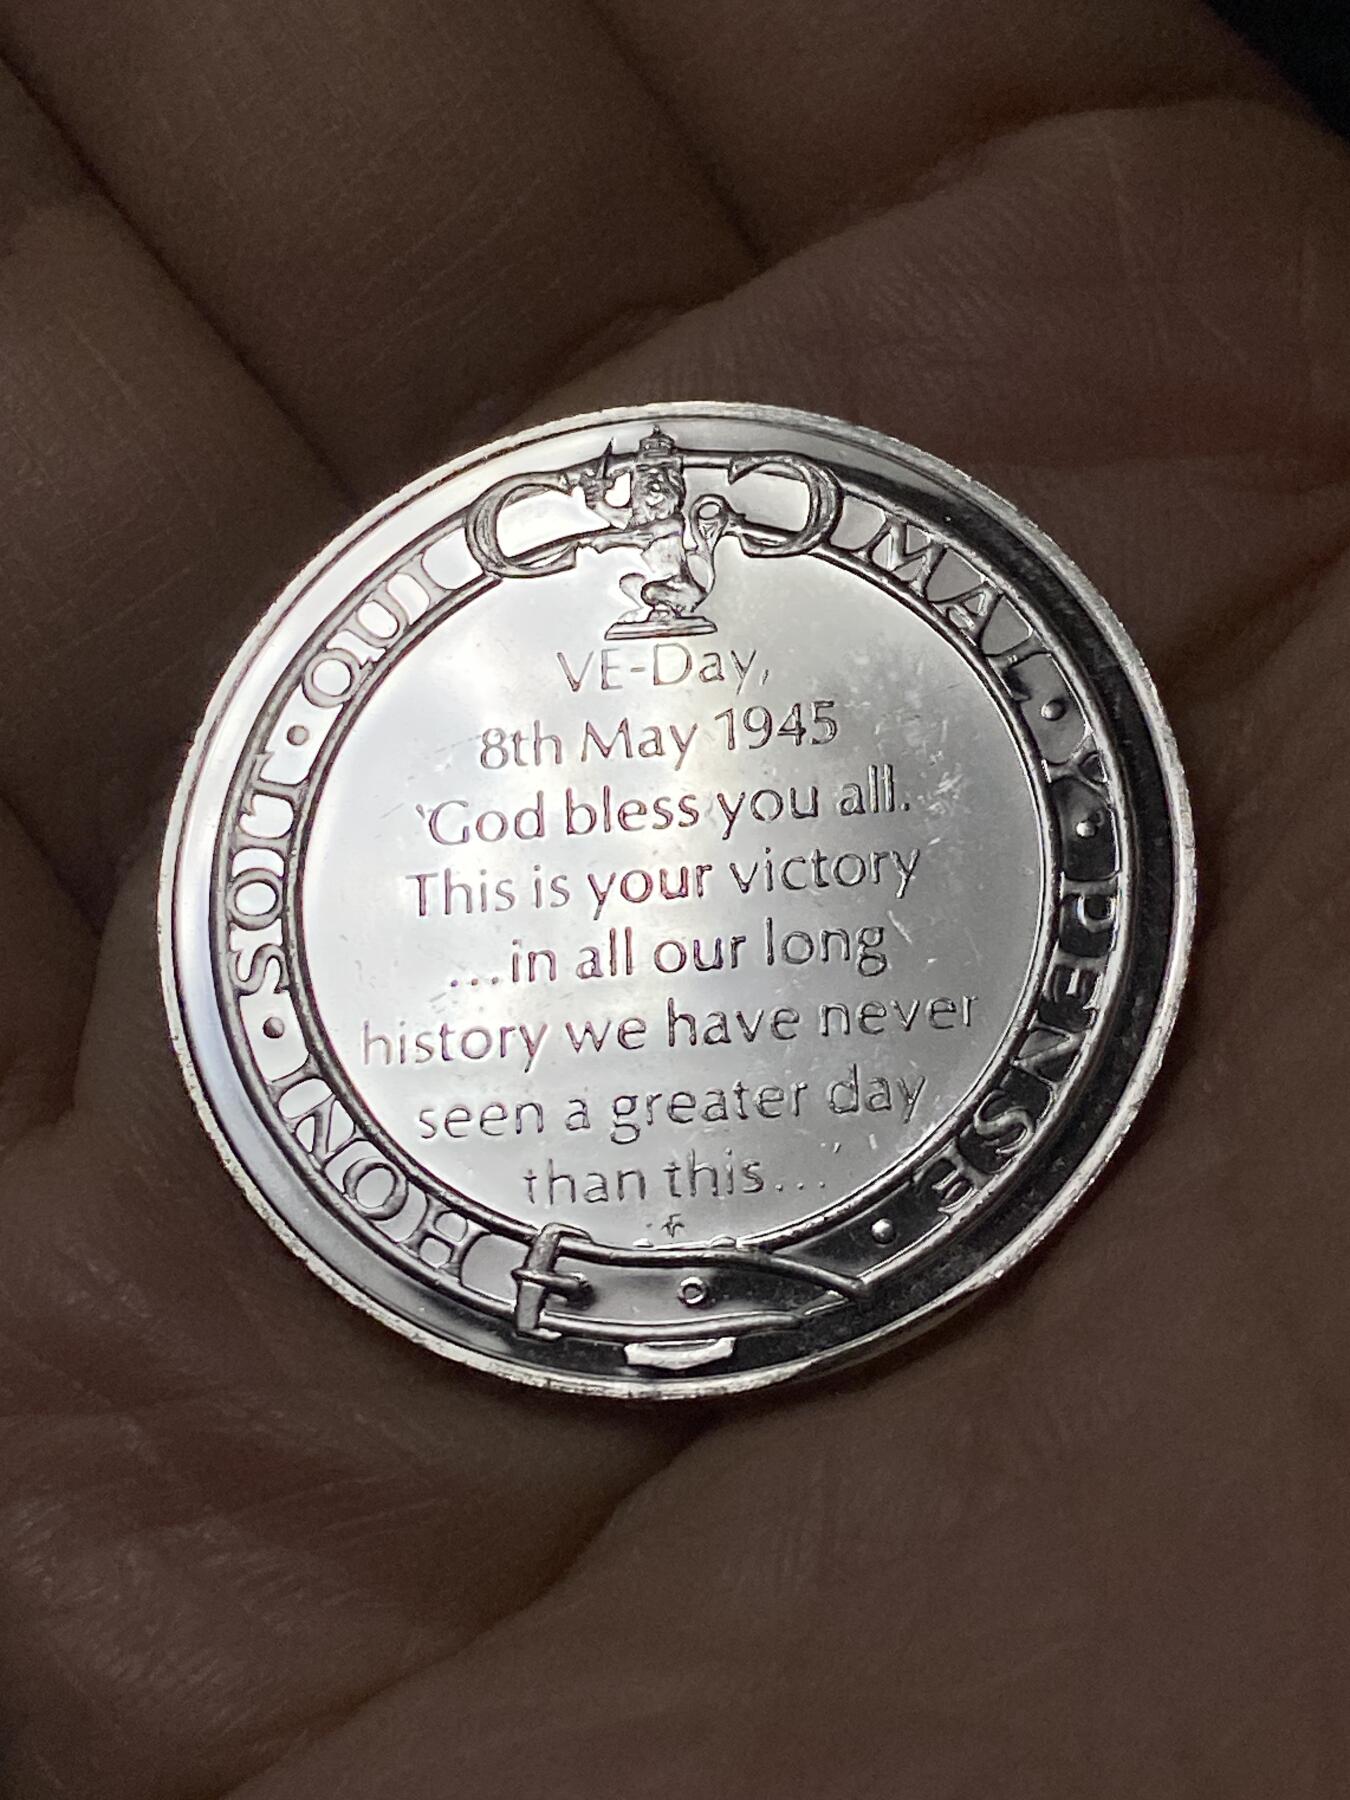 HONI · SOIT · QUI MAL · Y · PENSE ·
VE-Day,
8th May 1945
'God bless you all.
This is your victory
...in all our long
history we have never
seen a greater day
than this...'